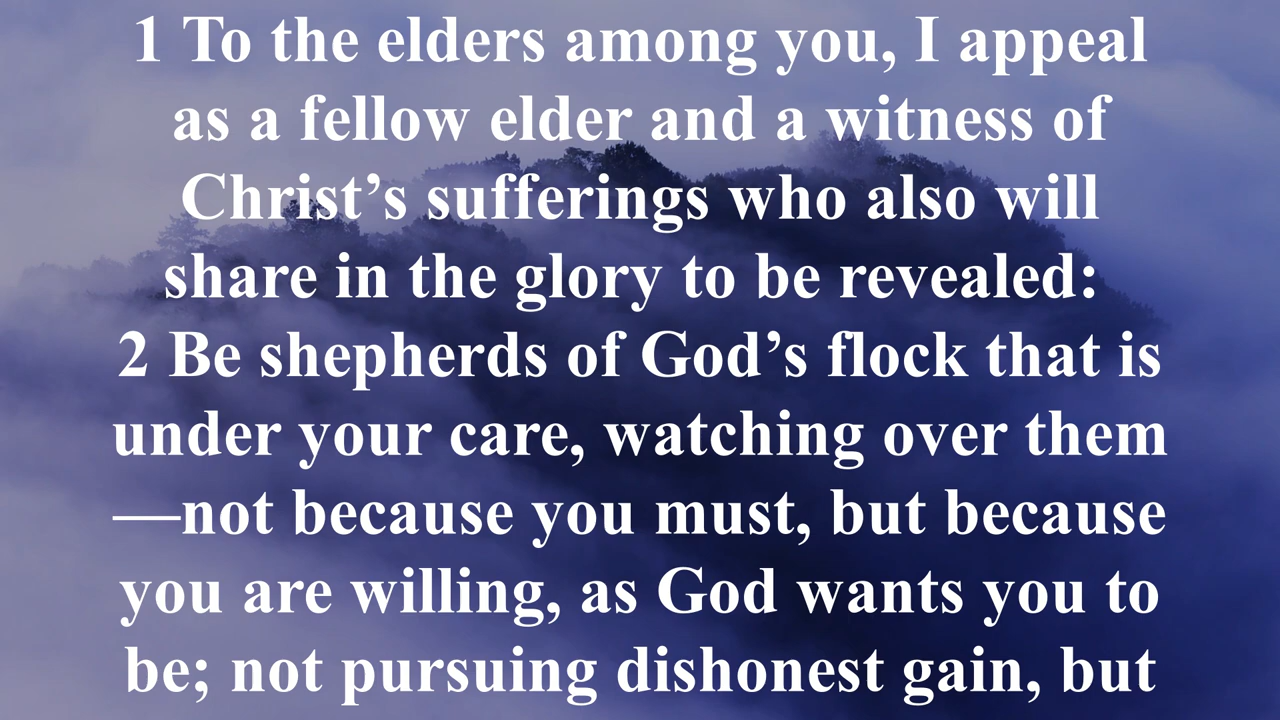 1 To the elders among you, I appeal
as a fellow elder and a witness of
Christ’s sufferings who also will
share in the glory to be revealed:
2 Be shepherds of God’s flock that is
under your care, watching over them
—not because you must, but because
you are willing, as God wants you to
be; not pursuing dishonest gain, but